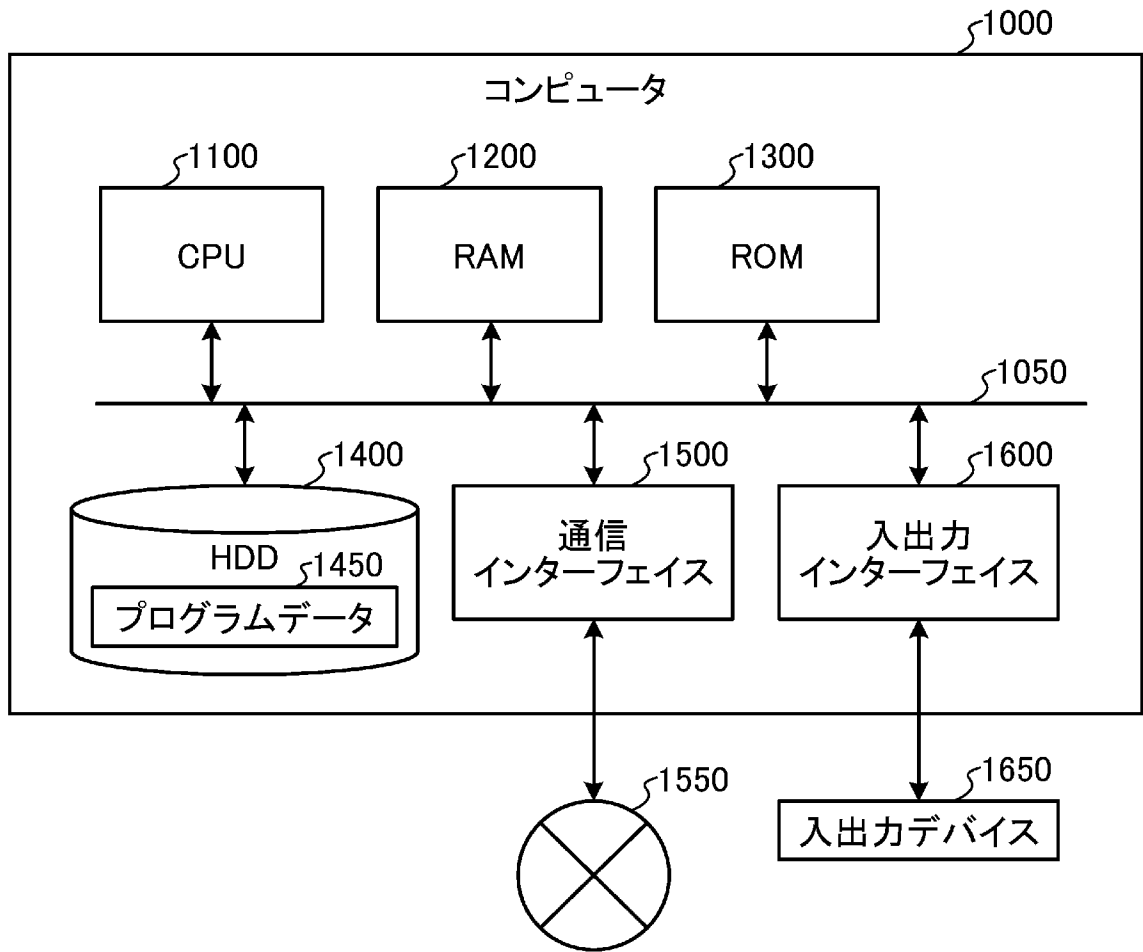 1000
コンピュータ
1100
1200
1300
CPU
RAM
ROM
1050
1400
1500
1600
HDD
1450
プログラムデータ
通信
インターフェイス
入出力
インターフェイス
1550
1650
入出力デバイス